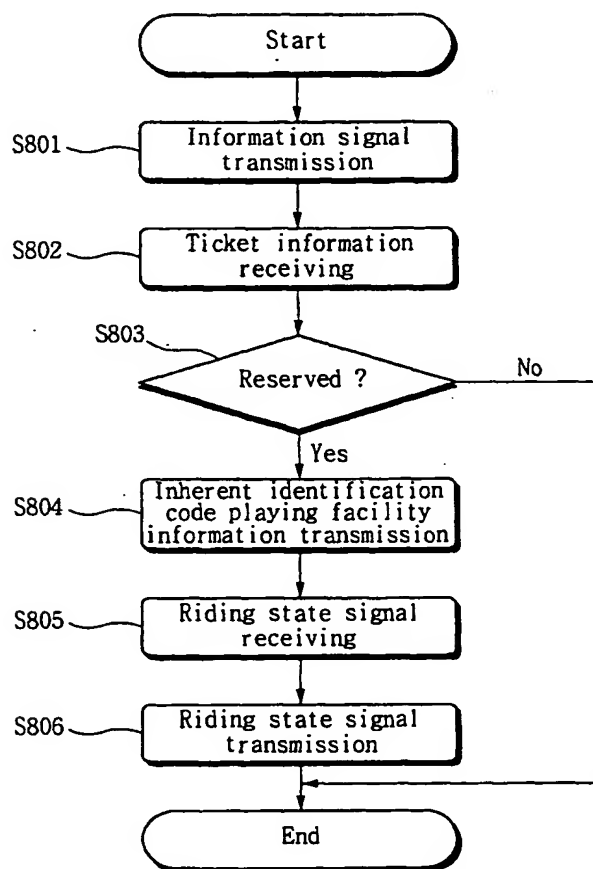 Start
S801
Information signal
transmission
S802
Ticket information
receiving
S803
Reserved ?
No
Yes
S804
Inherent identification
code playing facility
information transmission
S805
Riding state signal
receiving
S806
Riding state signal
transmission
End